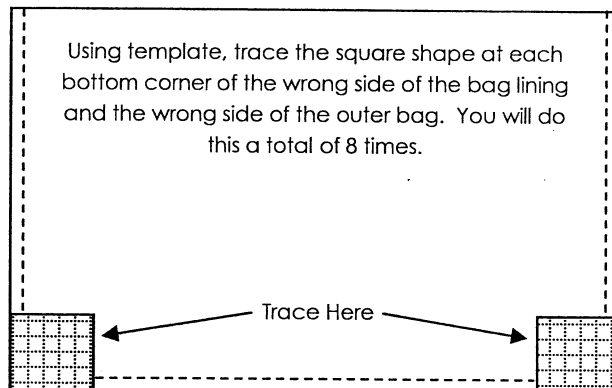 Using template, trace the square shape at each
bottom corner of the wrong side of the bag lining
and the wrong side of the outer bag.  You will do
this a total of 8 times.
Trace Here